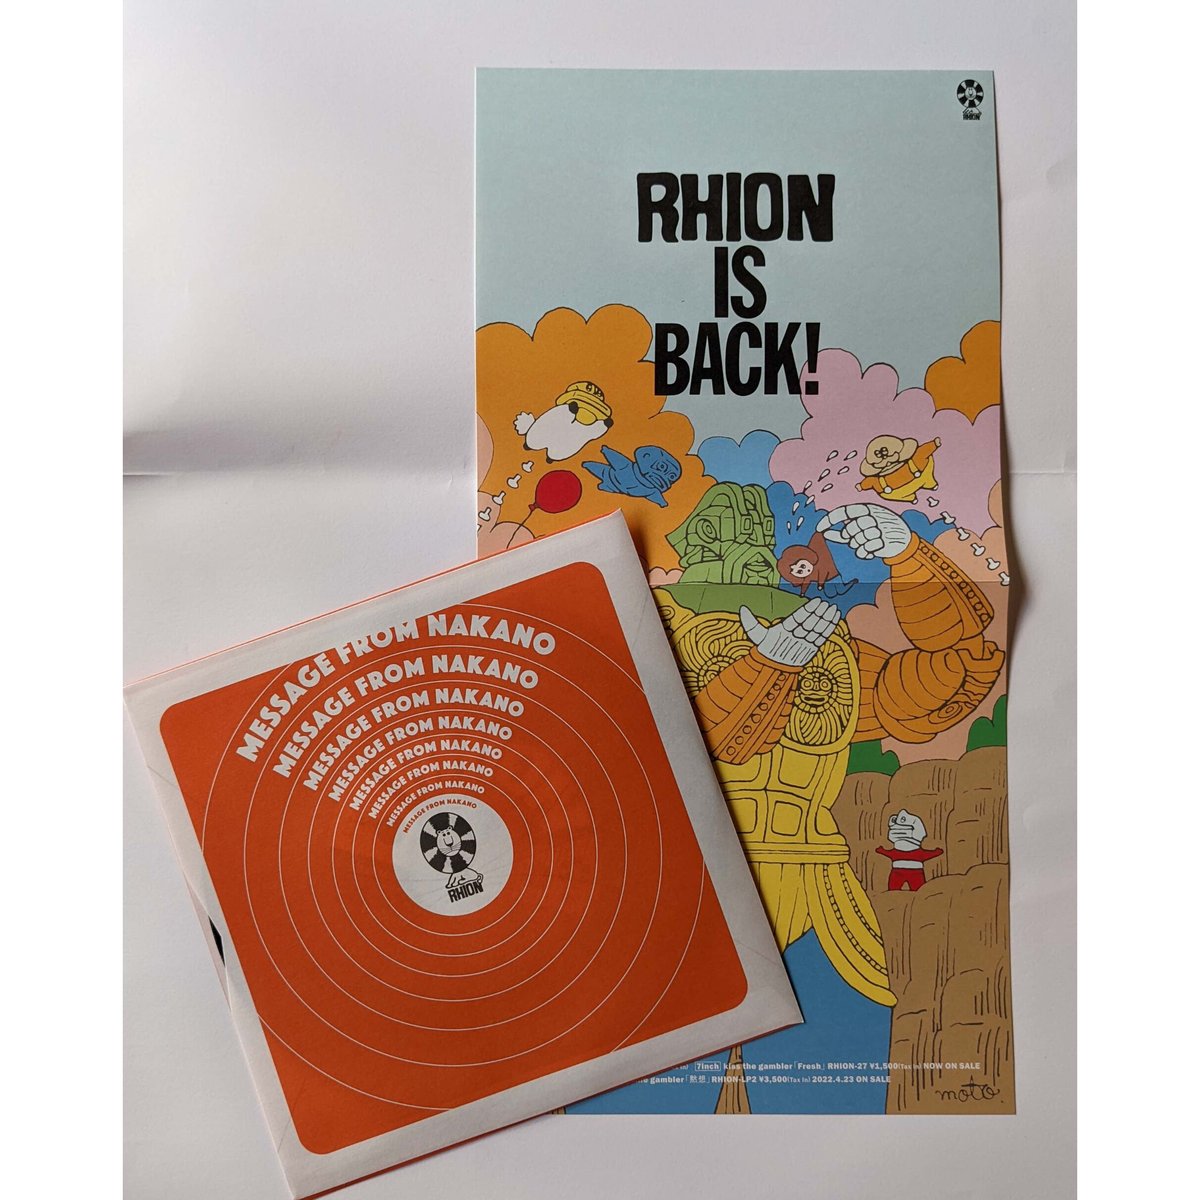 RHION
RHION
IS
BACK!
MESSAGE FROM NAKANO
MESSAGE FROM NAKANO
MESSAGE FROM NAKANO
MESSAGE FROM NAKANO
MESSAGE FROM NAKANO
MESSAGE FROM NAKANO
MESSAGE FROM NAKANO
MESSAGE FROM NAKANO
RHION
7inch kiss the gambler「Fresh」RHION-27 ¥1,500(Tax in) NOW ON SALE
gambler「黙想」RHION-LP2 ¥3,500(Tax in) 2022.4.23 ON SALE
moto.